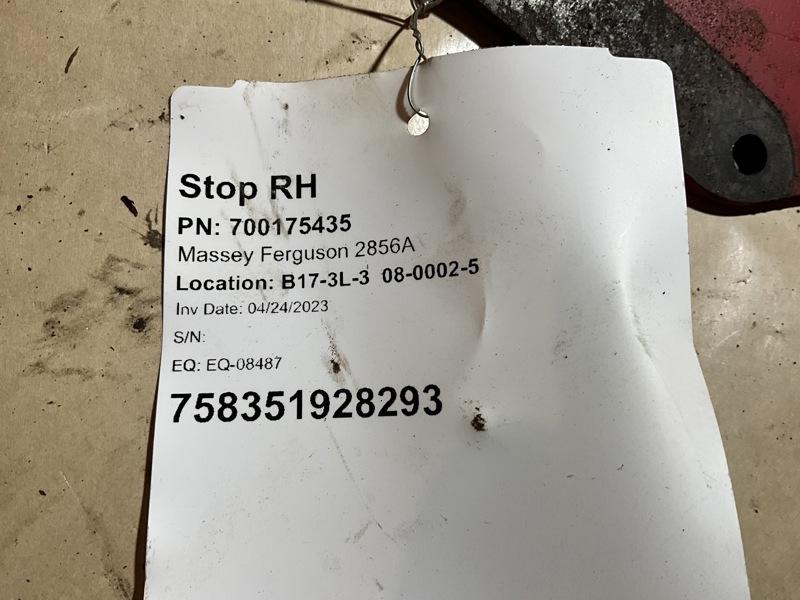 Stop RH
PN: 700175435
Massey Ferguson 2856A
Location: B17-3L-3 08-0002-5
Inv Date: 04/24/2023
S/N:
EQ: EQ-08487
758351928293